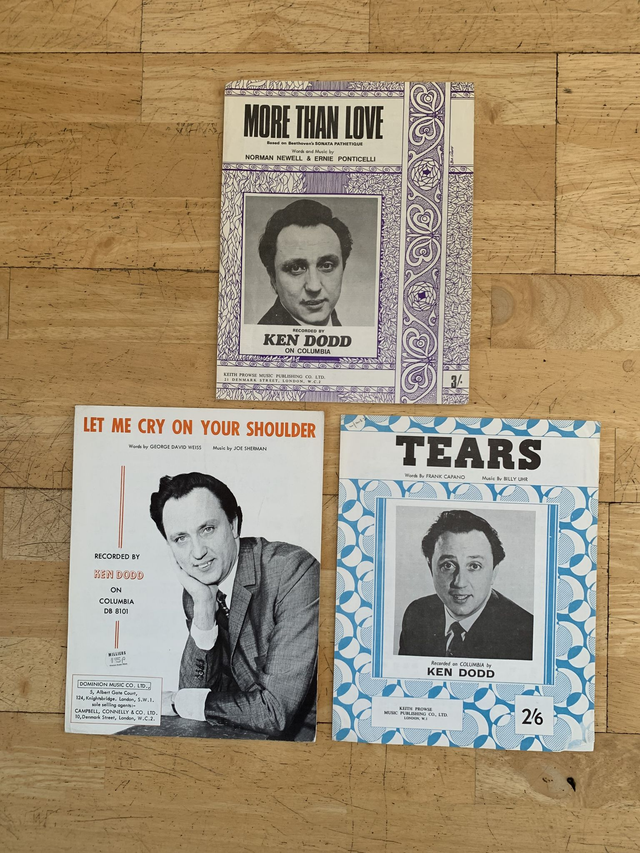 MORE THAN LOVE
Based on Beethoven's SONATA PATHETIQUE
Words and Music by
NORMAN NEWELL & ERNIE PONTICELLI
RECORDED BY
KEN DODD
ON COLUMBIA
KEITH PROWSE MUSIC PUBLISHING CO. LTD.
21 DENMARK STREET, LONDON, W.C.2
3/-
LET ME CRY ON YOUR SHOULDER
Words by GEORGE DAVID WEISS Music by JOE SHERMAN
RECORDED BY
KEN DODD
ON
COLUMBIA
DB 8101
DOMINION MUSIC CO., LTD.,
5, Albert Gate Court,
124, Knightsbridge, London, S.W.1.
sole selling agents:-
CAMPBELL, CONNELLY & CO. LTD.
10, Denmark Street, London, W.C.2.
TEARS
Words By FRANK CAPANO Music By BILLY UHR
Recorded on COLUMBIA by
KEN DODD
KEITH PROWSE
MUSIC PUBLISHING CO. LTD.
LONDON, W.1
2/6